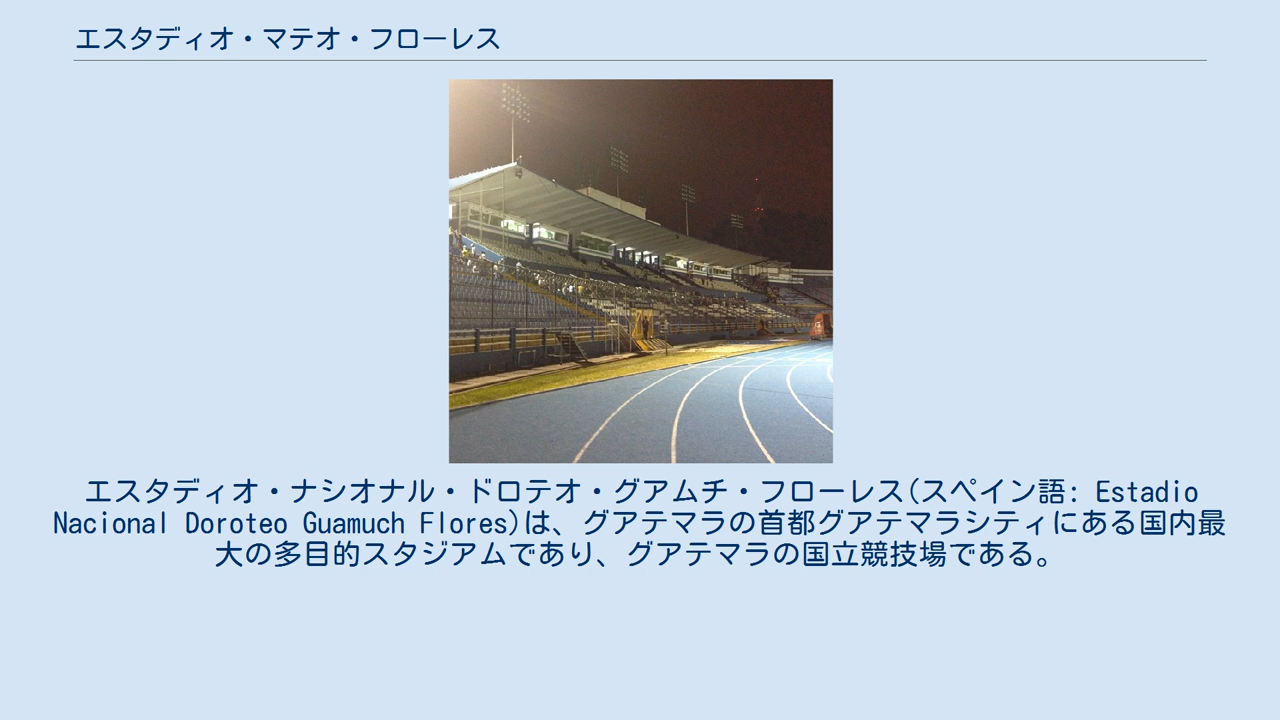 エスタディオ・マテオ・フローレス
エスタディオ・ナシオナル・ドロテオ・グアムチ・フローレス(スペイン語: Estadio
Nacional Doroteo Guamuch Flores)は、グアテマラの首都グアテマラシティにある国内最
大の多目的スタジアムであり、グアテマラの国立競技場である。